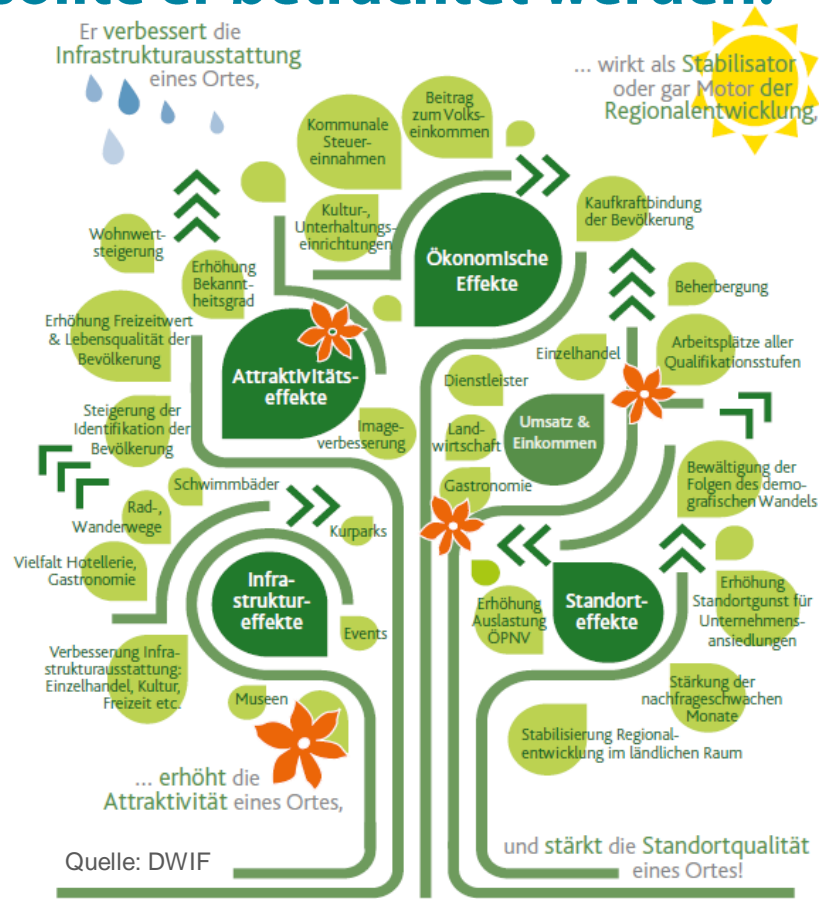 sollte er betrachtet werden:
Er verbessert die
Infrastrukturausstattung
eines Ortes,
... wirkt als Stabilisator
oder gar Motor der
Regionalentwicklung,
Beitrag
zum Volks-
einkommen
Kommunale
Steuer-
einnahmen
Kultur-,
Unterhaltungs-
einrichtungen
Kaufkraftbindung
der Bevölkerung
Wohnwert-
steigerung
Erhöhung
Bekannt-
heitsgrad
Ökonomische
Effekte
Beherbergung
Erhöhung Freizeitwert
& Lebensqualität der
Bevölkerung
Attraktivitäts-
effekte
Einzelhandel
Arbeitsplätze aller
Qualifikationsstufen
Dienstleister
Steigerung der
Identifikation der
Bevölkerung
Image-
verbesserung
Land-
wirtschaft
Umsatz &
Einkommen
Gastronomie
Bewältigung der
Folgen des demo-
grafischen Wandels
Schwimmbäder
Rad-,
Wanderwege
Kurparks
Vielfalt Hotellerie,
Gastronomie
Infra-
struktur-
effekte
Events
Erhöhung
Auslastung
ÖPNV
Standort-
effekte
Erhöhung
Standortgunst für
Unternehmens-
ansiedlungen
Verbesserung Infra-
strukturausstattung:
Einzelhandel, Kultur,
Freizeit etc.
Museen
Stärkung der
nachfrageschwachen
Monate
Stabilisierung Regional-
entwicklung im ländlichen Raum
... erhöht die
Attraktivität eines Ortes,
und stärkt die Standortqualität
eines Ortes!
Quelle: DWIF